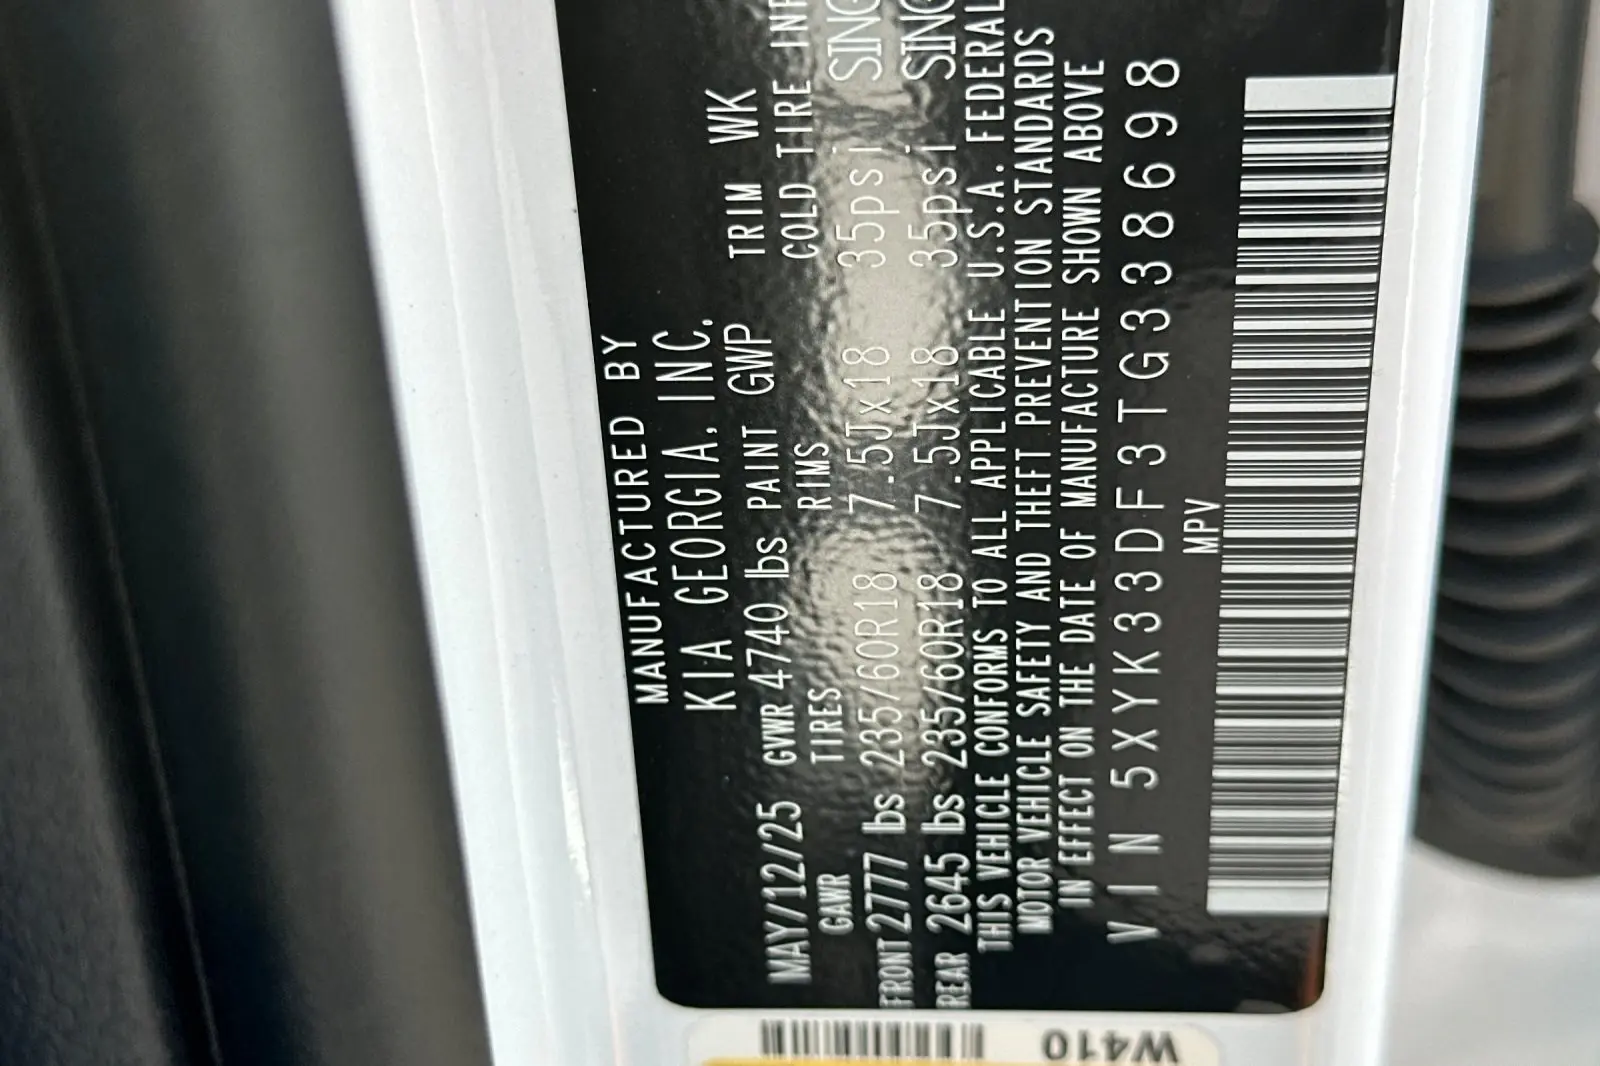 MANUFACTURED BY
KIA GEORGIA, INC.
MAY/12/25 GVWR 4740 lbs PAINT GWP TRIM WK
GAWR TIRES RIMS COLD TIRE
FRONT 2777 lbs 235/60R18 7.5Jx18 35psi
REAR 2645 lbs 235/60R18 7.5Jx18 35psi
THIS VEHICLE CONFORMS TO ALL APPLICABLE U.S.A. FEDERAL
MOTOR VEHICLE SAFETY AND THEFT PREVENTION STANDARDS
IN EFFECT ON THE DATE OF MANUFACTURE SHOWN ABOVE
VIN 5XYK33DF3TG338698
MPV
W410